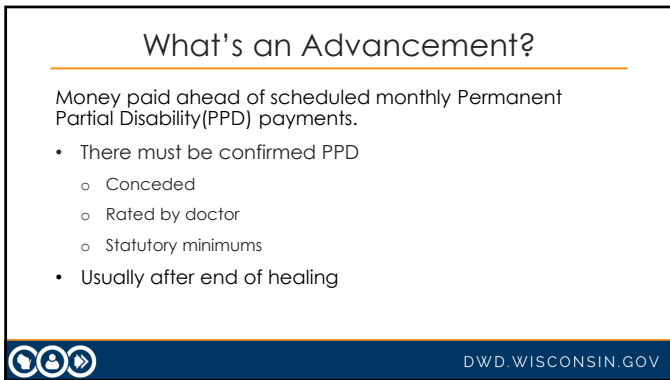 What's an Advancement?
Money paid ahead of scheduled monthly Permanent
Partial Disability(PPD) payments.
• There must be confirmed PPD
o Conceded
o Rated by doctor
o Statutory minimums
• Usually after end of healing
DWD.WISCONSIN.GOV